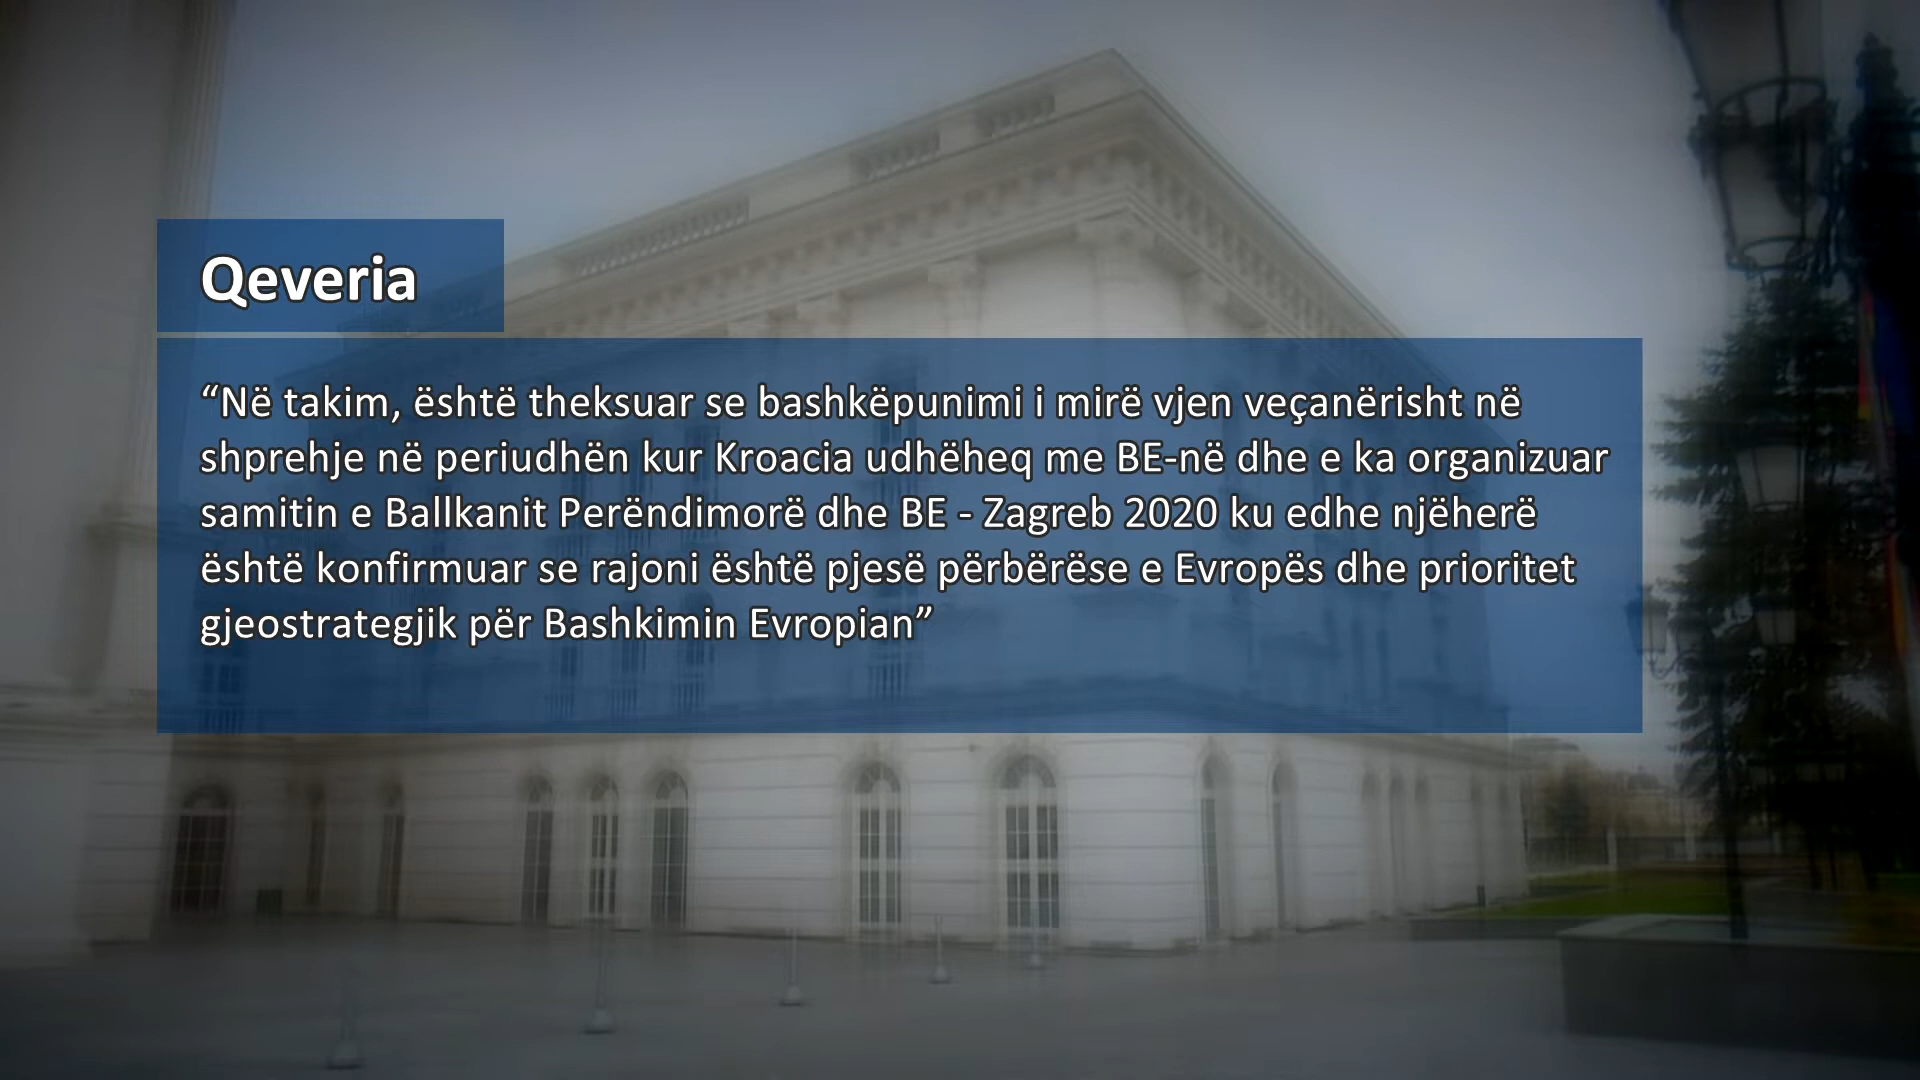 Qeveria
“Në takim, është theksuar se bashkëpunimi i mirë vjen veçanërisht në
shprehje në periudhën kur Kroacia udhëheq me BE-në dhe e ka organizuar
samitin e Ballkanit Perëndimorë dhe BE - Zagreb 2020 ku edhe njëherë
është konfirmuar se rajoni është pjesë përbërëse e Evropës dhe prioritet
gjeostrategjik për Bashkimin Evropian”